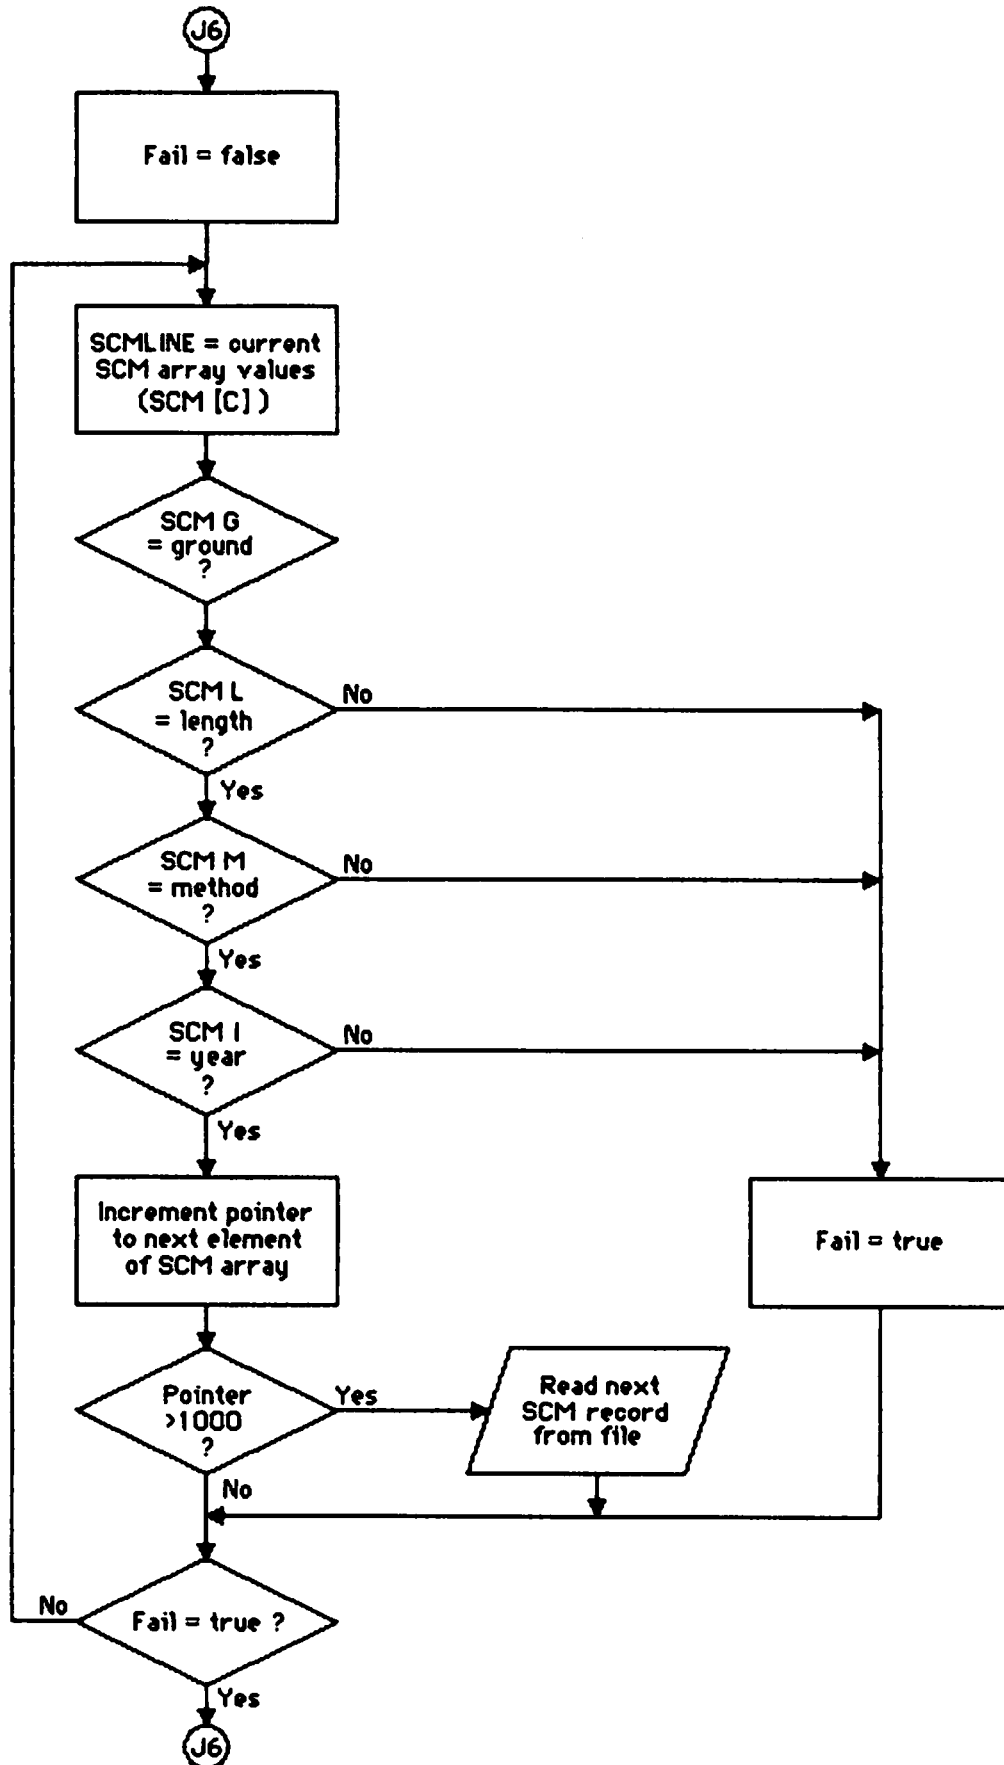 J6
Fail = false
SCMLINE = current
SCM array values
(SCM [C] )
SCM G
= ground
?
SCM L
= length
?
No
Yes
SCM M
= method
?
No
Yes
SCM I
= year
?
No
Yes
Increment pointer
to next element
of SCM array
Fail = true
Pointer
>1000
?
Yes
Read next
SCM record
from file
No
No
Fail = true ?
Yes
J6